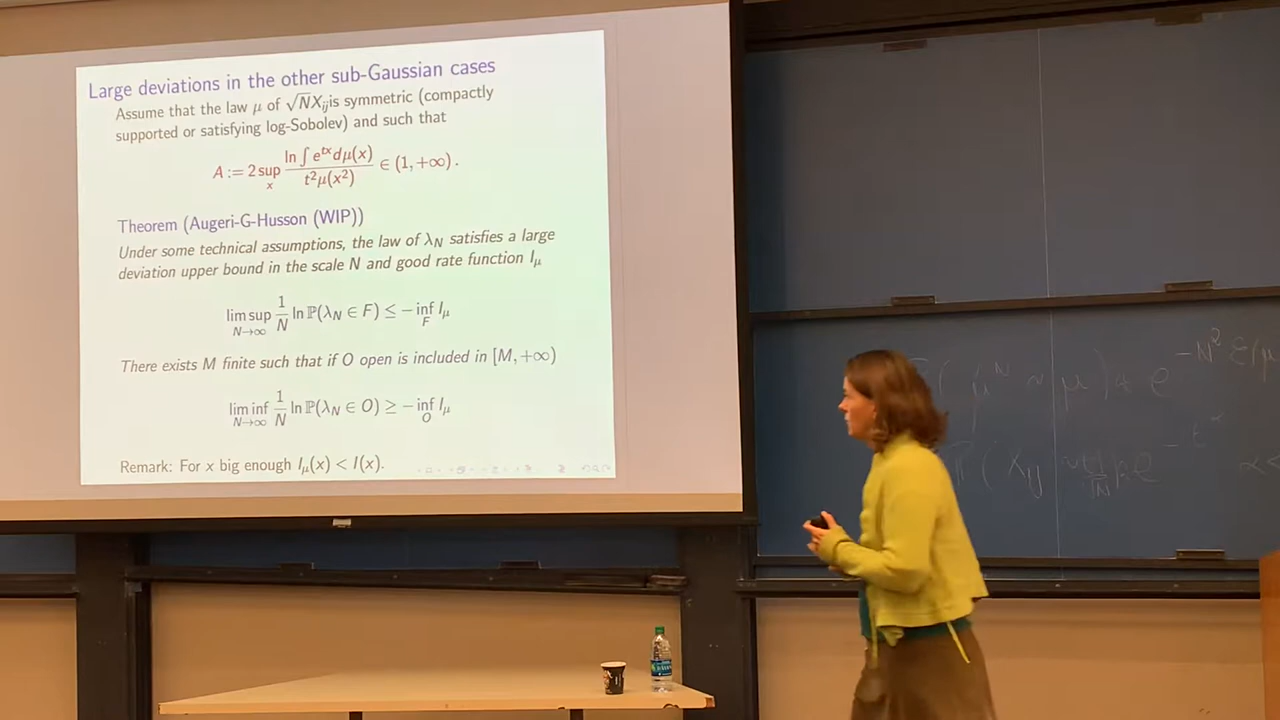 Large deviations in the other sub-Gaussian cases
Assume that the law μ of √N X_ij is symmetric (compactly
supported or satisfying log-Sobolev) and such that
A := 2 sup_x ln ∫ e^{tx} dμ(x) / t²μ(x²) ∈ (1, +∞) .
Theorem (Augeri-G-Husson (WIP))
Under some technical assumptions, the law of λ_N satisfies a large
deviation upper bound in the scale N and good rate function I_μ
lim sup_{N→∞} 1/N ln ℙ(λ_N ∈ F) ≤ − inf_F I_μ
There exists M finite such that if O open is included in [M, +∞)
lim inf_{N→∞} 1/N ln ℙ(λ_N ∈ O) ≥ − inf_O I_μ
Remark: For x big enough I_μ(x) < I(x).